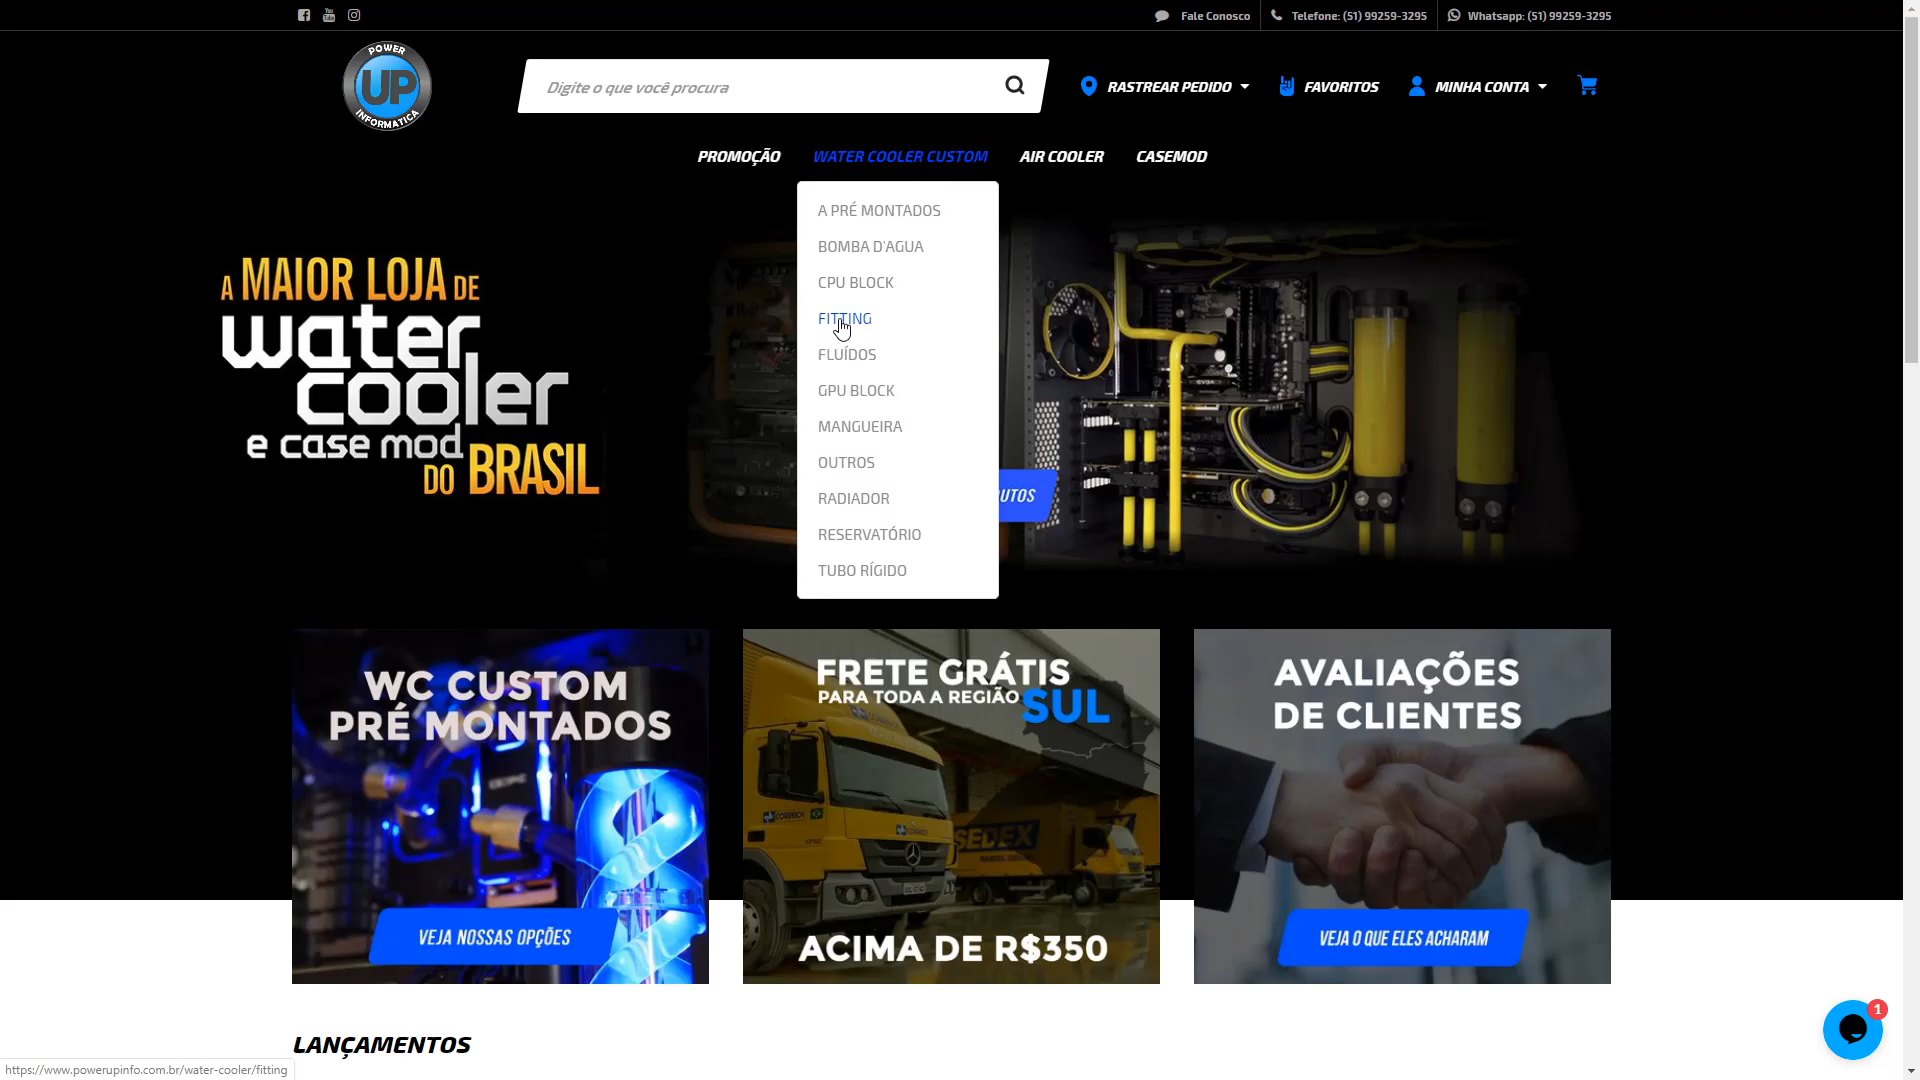 Fale Conosco
Telefone: (51) 99259-3295
Whatsapp: (51) 99259-3295
POWER
UP
INFORMATICA
Digite o que você procura
RASTREAR PEDIDO
FAVORITOS
MINHA CONTA
PROMOÇÃO
WATER COOLER CUSTOM
AIR COOLER
CASEMOD
A PRÉ MONTADOS
BOMBA D'AGUA
CPU BLOCK
FITTING
FLUÍDOS
GPU BLOCK
MANGUEIRA
OUTROS
RADIADOR
RESERVATÓRIO
TUBO RÍGIDO
A MAIOR LOJA DE
water
cooler
e case mod
DO BRASIL
UTOS
EVGA
WC CUSTOM
PRÉ MONTADOS
VEJA NOSSAS OPÇÕES
FRETE GRÁTIS
PARA TODA A REGIÃO
SUL
CORREIOS
SEDEX
ACIMA DE R$350
AVALIAÇÕES
DE CLIENTES
VEJA O QUE ELES ACHARAM
LANÇAMENTOS
1
https://www.powerupinfo.com.br/water-cooler/fitting